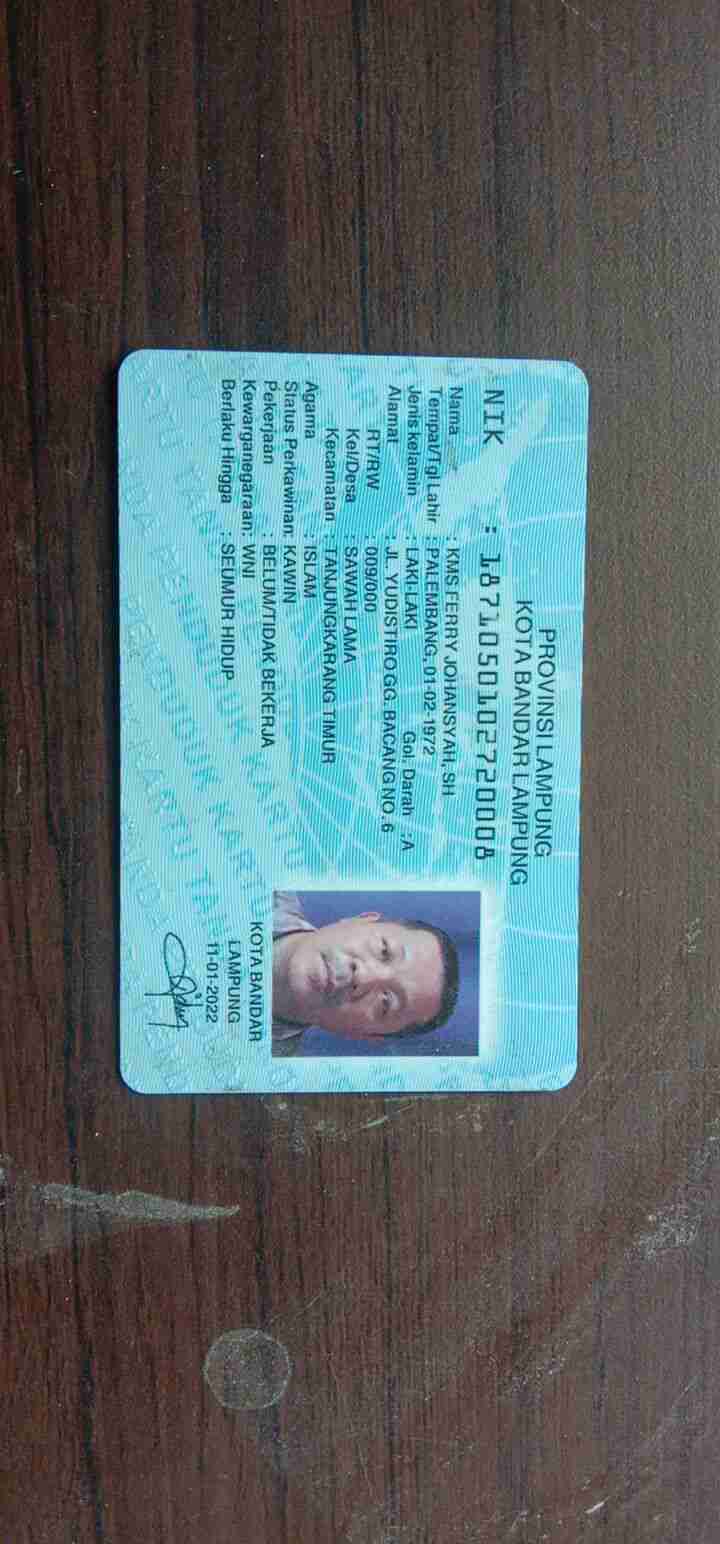 PROVINSI LAMPUNG
KOTA BANDAR LAMPUNG
NIK : 1871050102720008
Nama : KMS FERRY JOHANSYAH, SH
Tempat/Tgl Lahir : PALEMBANG, 01-02-1972
Jenis kelamin : LAKI-LAKI Gol. Darah : A
Alamat : JL. YUDISTIRO GG. BACANG NO. 6
RT/RW : 009/000
Kel/Desa : SAWAH LAMA
Kecamatan : TANJUNGKARANG TIMUR
Agama : ISLAM
Status Perkawinan: KAWIN
Pekerjaan : BELUM/TIDAK BEKERJA
Kewarganegaraan: WNI
Berlaku Hingga : SEUMUR HIDUP
KOTA BANDAR
LAMPUNG
11-01-2022